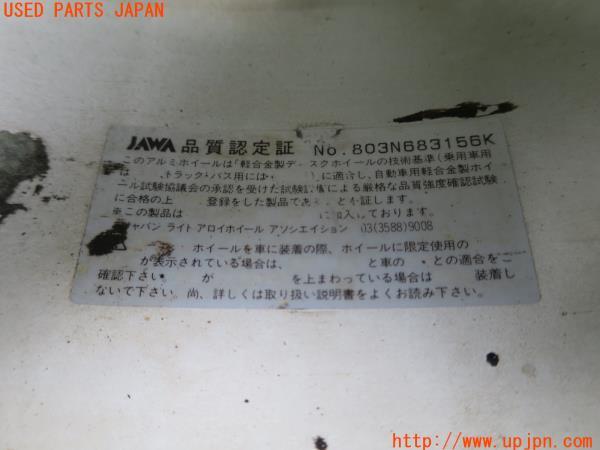 USED PARTS JAPAN
JAWA 品質認定証 No.803N683156K
このアルミホイールは「軽合金製ディスクホイールの技術基準(乗用車用
は トラック・バス用には に適合し、自動車用軽合金製ホイ
ール試験協議会の承認を受けた試験 による厳格な品質強度確認試験
に合格の上 登録をした製品であ とを証します。
※この製品は に加入しております。
ジャパン ライト アロイホイール アソシエイション 03(3588)9008
ホイールを車に装着の際、ホイールに限定使用の
が表示されている場合は、 と車の との適合をご
確認下さい が を上まわっている場合は 装着し
ないで下さい。尚、詳しくは取り扱い説明書をよくお読み下さい。
http://www.upjpn.com/